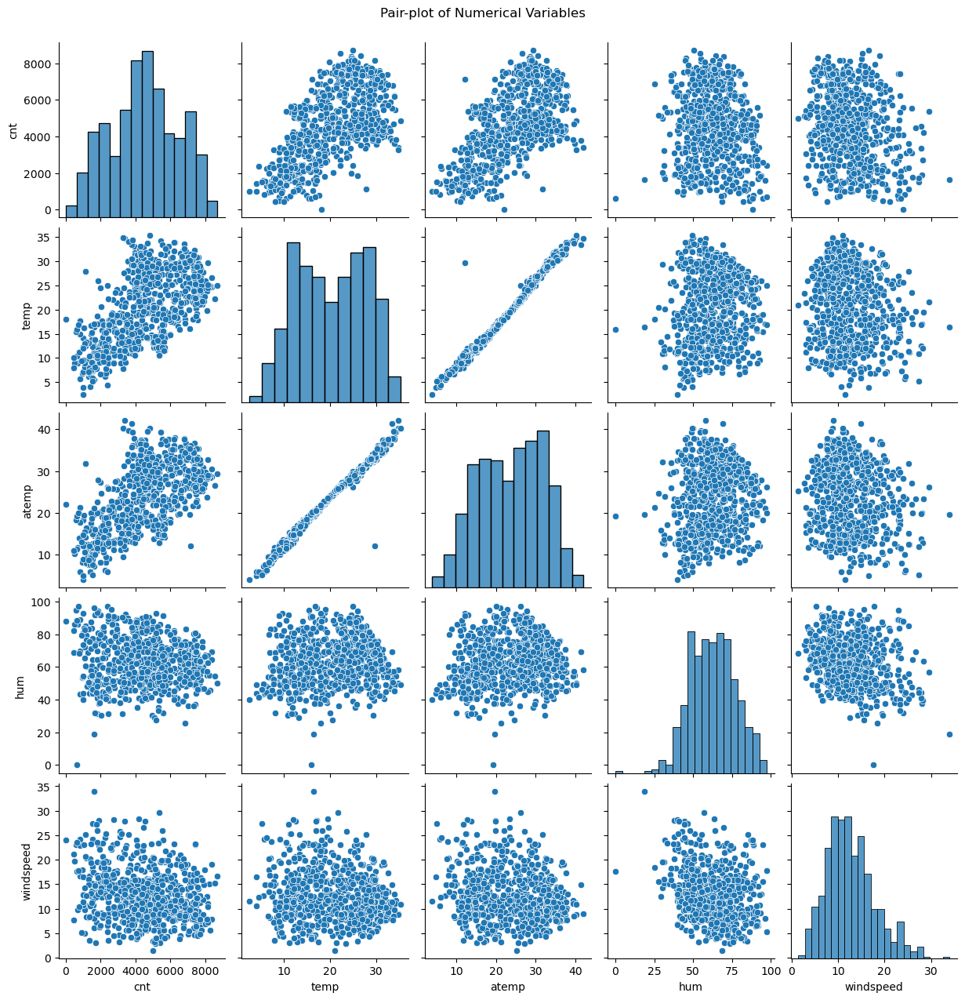 Pair-plot of Numerical Variables
8000
6000
4000
2000
0
cnt
35
30
25
20
15
10
5
temp
40
30
20
10
atemp
100
80
60
40
20
0
hum
35
30
25
20
15
10
5
0
windspeed
0 2000 4000 6000 8000
10 20 30
10 20 30 40
0 25 50 75 100
0 10 20 30
cnt temp atemp hum windspeed